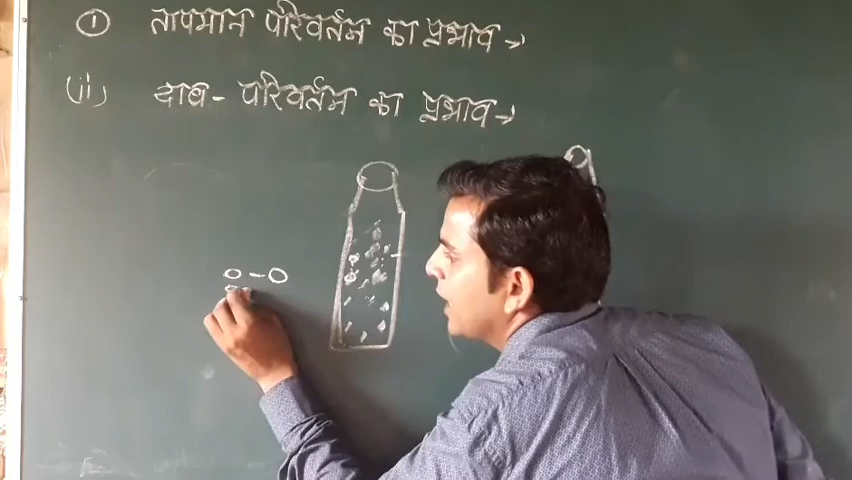 ① तापमान परिवर्तन का प्रभाव →
(ii) दाब - परिवर्तन का प्रभाव →
O - O